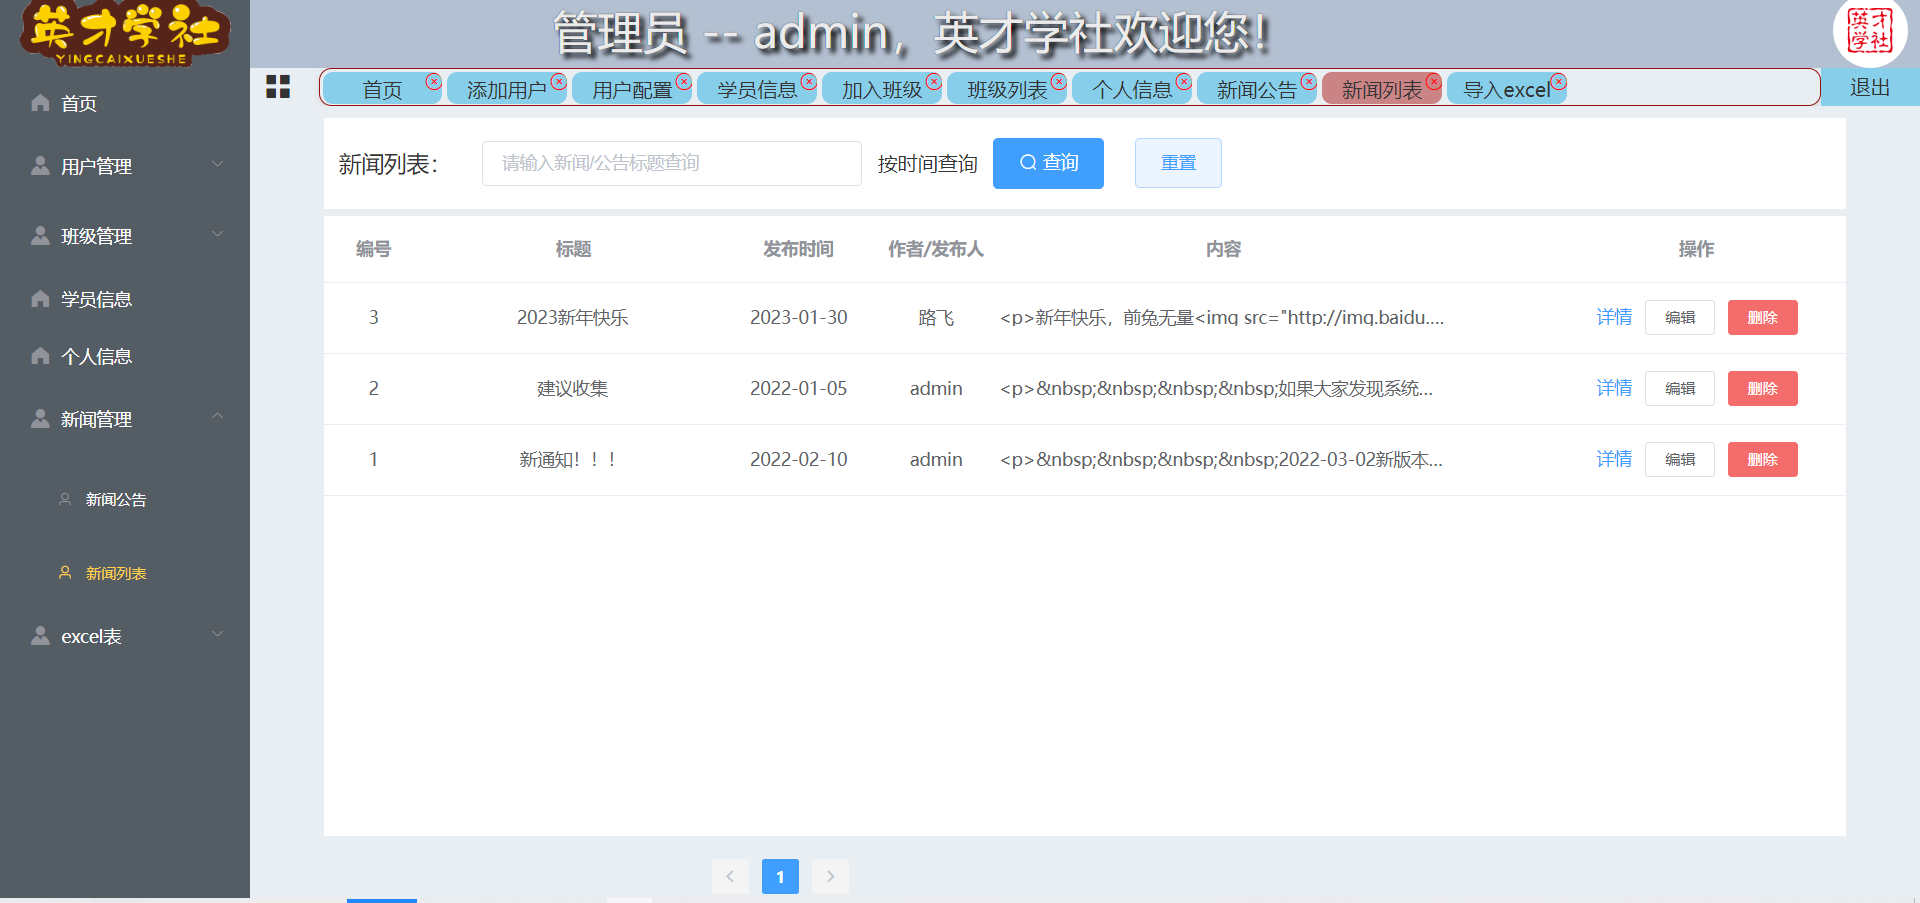 英才学社
YINGCAIXUESHE
管理员 -- admin，英才学社欢迎您！
英才学社
首页 添加用户 用户配置 学员信息 加入班级 班级列表 个人信息 新闻公告 新闻列表 导入excel 退出
首页
用户管理
班级管理
学员信息
个人信息
新闻管理
新闻公告
新闻列表
excel表
新闻列表： 请输入新闻/公告标题查询 按时间查询 查询 重置
编号 标题 发布时间 作者/发布人 内容 操作
3 2023新年快乐 2023-01-30 路飞 <p>新年快乐，前兔无量<img src="http://img.baidu.... 详情 编辑 删除
2 建议收集 2022-01-05 admin <p>&nbsp;&nbsp;&nbsp;&nbsp;如果大家发现系统... 详情 编辑 删除
1 新通知！！！ 2022-02-10 admin <p>&nbsp;&nbsp;&nbsp;&nbsp;2022-03-02新版本... 详情 编辑 删除
1